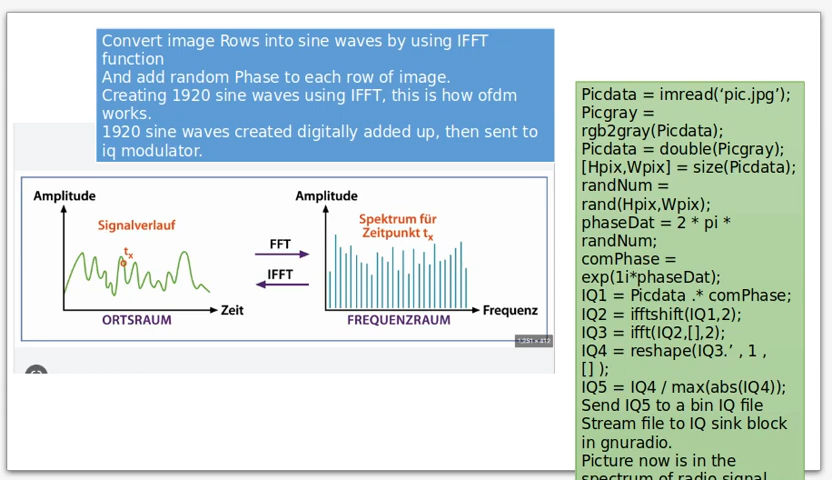 Convert image Rows into sine waves by using IFFT
function
And add random Phase to each row of image.
Creating 1920 sine waves using IFFT, this is how ofdm
works.
1920 sine waves created digitally added up, then sent to
iq modulator.
Amplitude
Signalverlauf
tx
Zeit
ORTSRAUM
FFT
IFFT
Amplitude
Spektrum für
Zeitpunkt tx
Frequenz
FREQUENZRAUM
Picdata = imread(‘pic.jpg’);
Picgray =
rgb2gray(Picdata);
Picdata = double(Picgray);
[Hpix,Wpix] = size(Picdata);
randNum =
rand(Hpix,Wpix);
phaseDat = 2 * pi *
randNum;
comPhase =
exp(1i*phaseDat);
IQ1 = Picdata .* comPhase;
IQ2 = ifftshift(IQ1,2);
IQ3 = ifft(IQ2,[],2);
IQ4 = reshape(IQ3.’ , 1 ,
[] );
IQ5 = IQ4 / max(abs(IQ4));
Send IQ5 to a bin IQ file
Stream file to IQ sink block
in gnuradio.
Picture now is in the
spectrum of radio signal